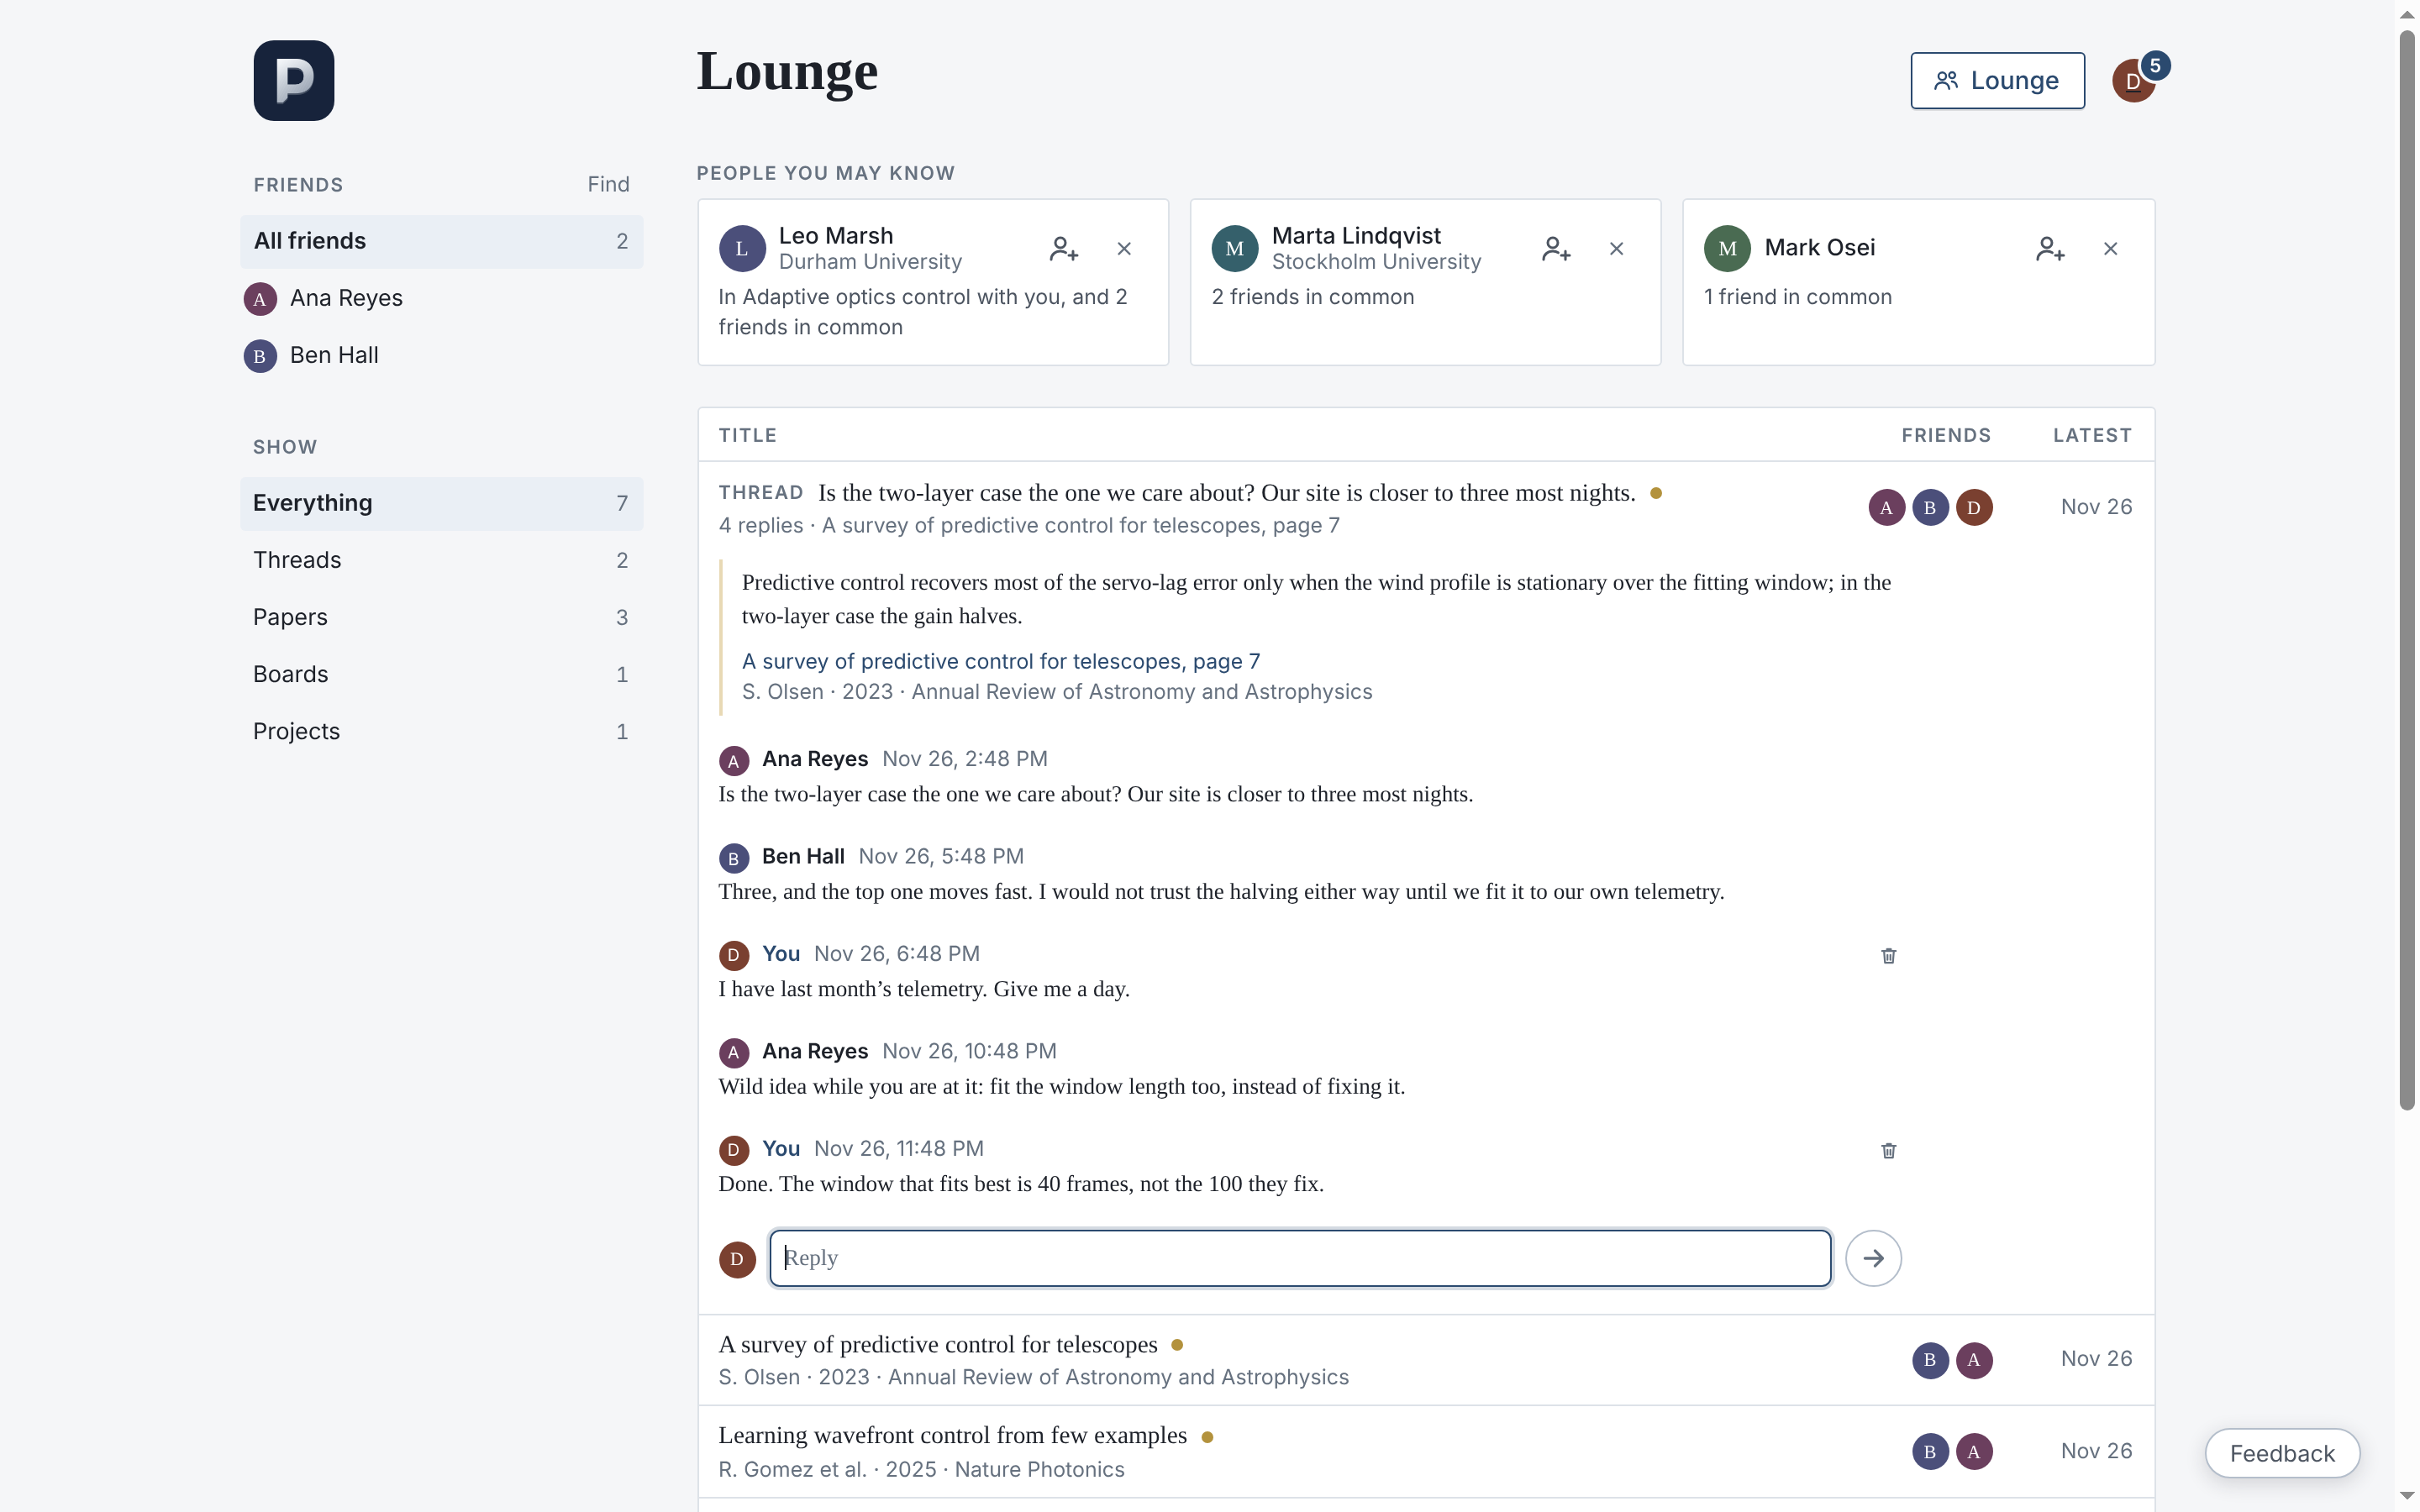 P
Lounge
Lounge
D
5
FRIENDS
Find
All friends
2
A
Ana Reyes
B
Ben Hall
SHOW
Everything
7
Threads
2
Papers
3
Boards
1
Projects
1
PEOPLE YOU MAY KNOW
L
Leo Marsh
Durham University
In Adaptive optics control with you, and 2
friends in common
M
Marta Lindqvist
Stockholm University
2 friends in common
M
Mark Osei
1 friend in common
TITLE
FRIENDS
LATEST
THREAD Is the two-layer case the one we care about? Our site is closer to three most nights.
4 replies · A survey of predictive control for telescopes, page 7
A B D
Nov 26
Predictive control recovers most of the servo-lag error only when the wind profile is stationary over the fitting window; in the
two-layer case the gain halves.
A survey of predictive control for telescopes, page 7
S. Olsen · 2023 · Annual Review of Astronomy and Astrophysics
A Ana Reyes Nov 26, 2:48 PM
Is the two-layer case the one we care about? Our site is closer to three most nights.
B Ben Hall Nov 26, 5:48 PM
Three, and the top one moves fast. I would not trust the halving either way until we fit it to our own telemetry.
D You Nov 26, 6:48 PM
I have last month’s telemetry. Give me a day.
A Ana Reyes Nov 26, 10:48 PM
Wild idea while you are at it: fit the window length too, instead of fixing it.
D You Nov 26, 11:48 PM
Done. The window that fits best is 40 frames, not the 100 they fix.
D
Reply
A survey of predictive control for telescopes
S. Olsen · 2023 · Annual Review of Astronomy and Astrophysics
B A
Nov 26
Learning wavefront control from few examples
R. Gomez et al. · 2025 · Nature Photonics
B A
Nov 26
Feedback